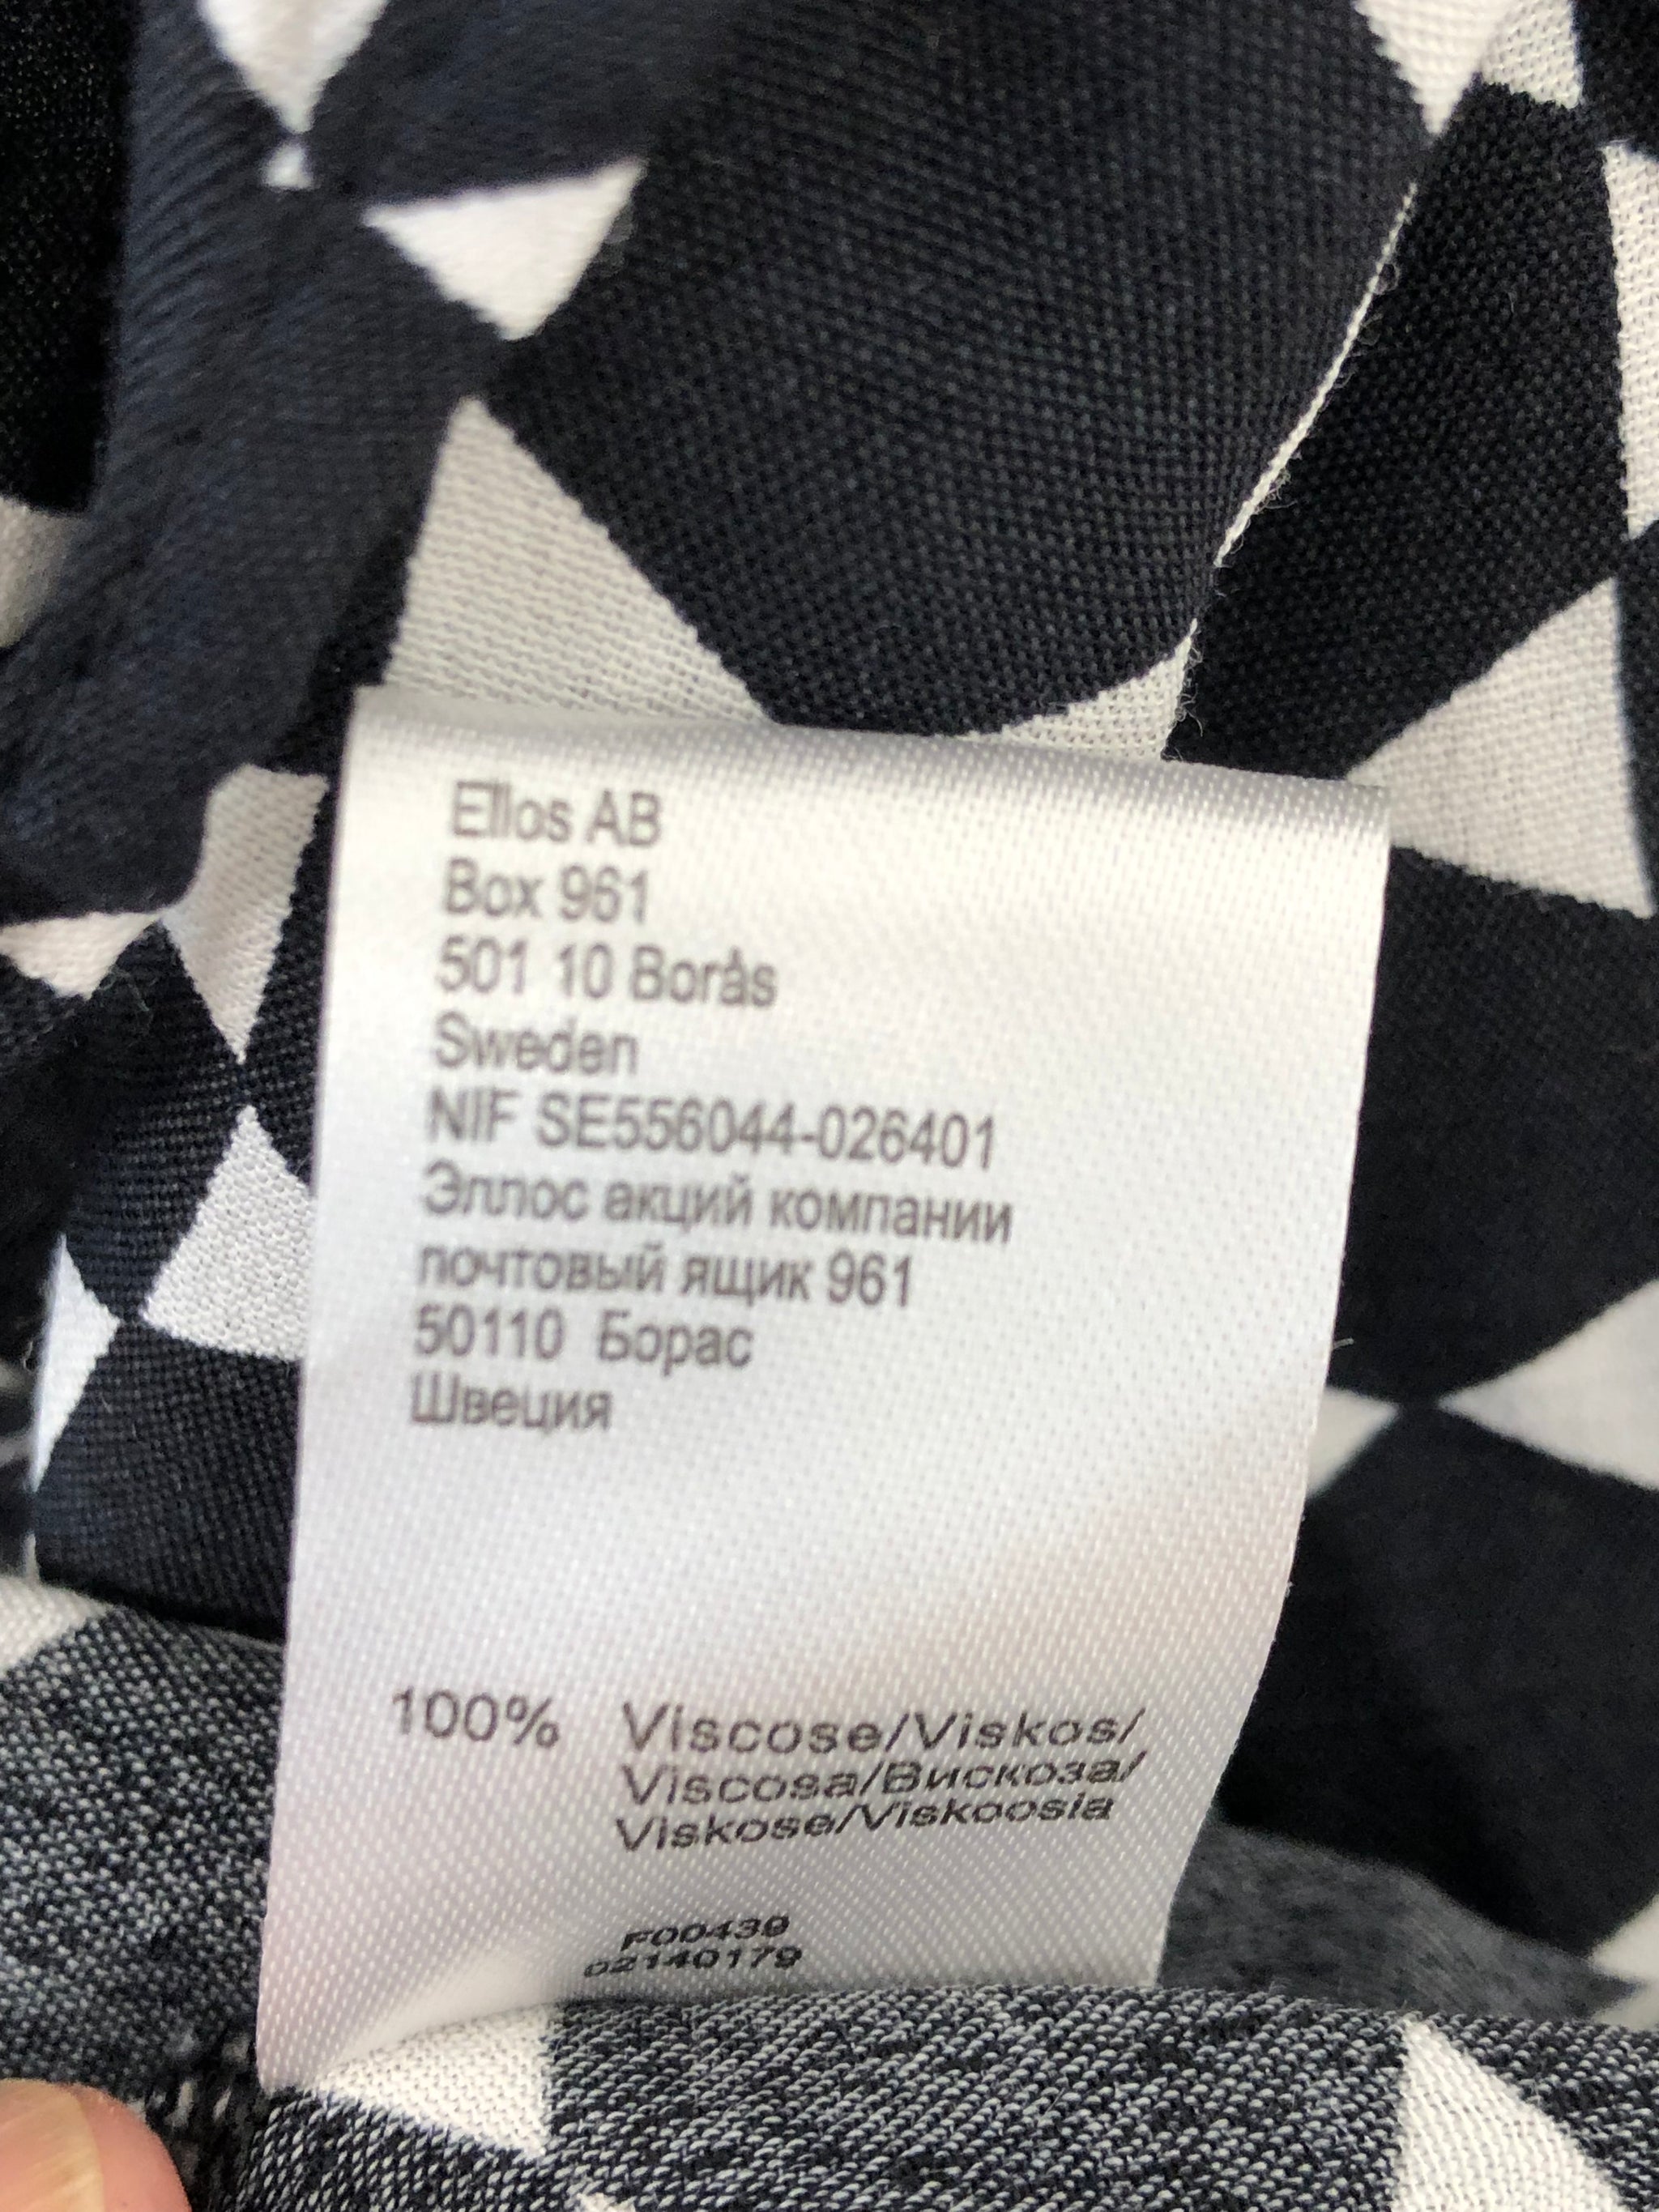 Ellos AB
Box 961
501 10 Borås
Sweden
NIF SE556044-026401
Эллос акций компании
почтовый ящик 961
50110 Борас
Швеция
100% Viscose/Viskos/
Viscosa/Вискоза/
Viskose/Viskoosia
F00439
02140179